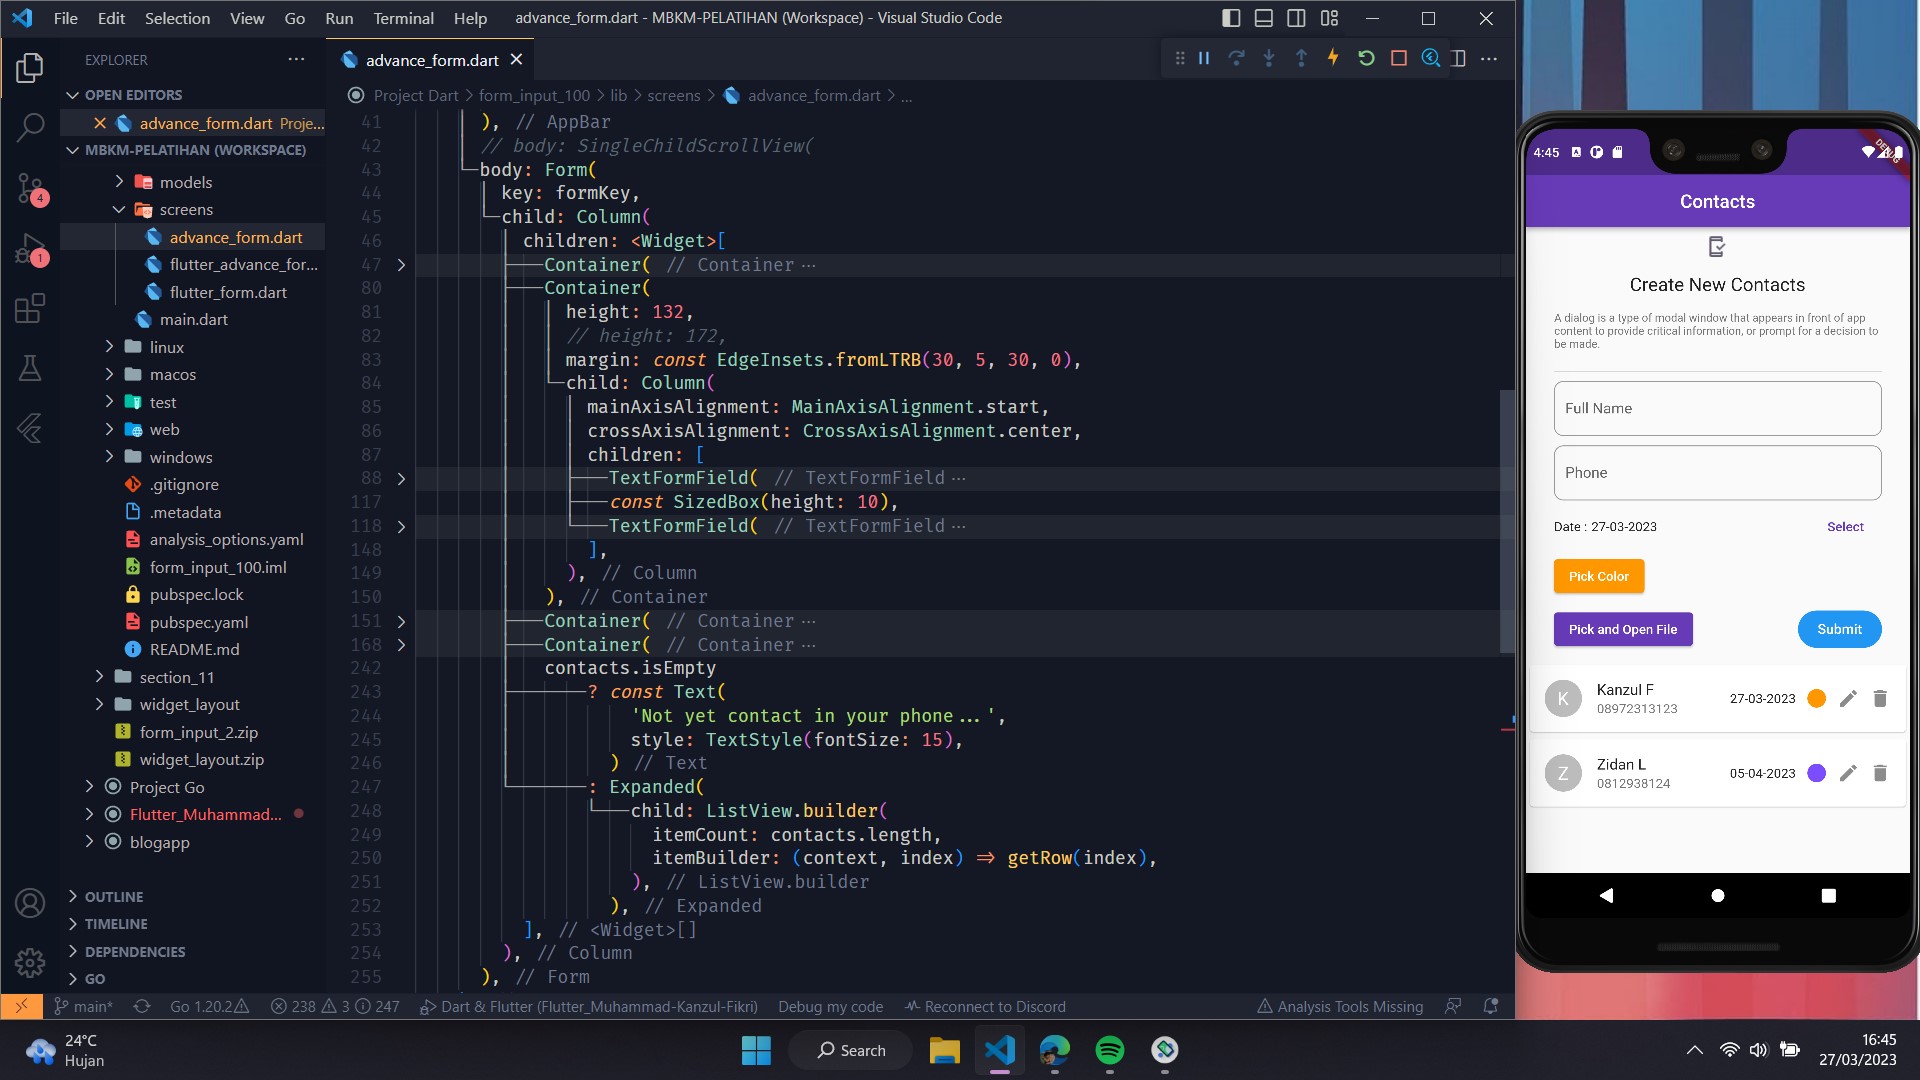 File Edit Selection View Go Run Terminal Help advance_form.dart - MBKM-PELATIHAN (Workspace) - Visual Studio Code
EXPLORER
OPEN EDITORS
advance_form.dart Proje...
MBKM-PELATIHAN (WORKSPACE)
models
screens
advance_form.dart
flutter_advance_for...
flutter_form.dart
main.dart
linux
macos
test
web
windows
.gitignore
.metadata
analysis_options.yaml
form_input_100.iml
pubspec.lock
pubspec.yaml
README.md
section_11
widget_layout
form_input_2.zip
widget_layout.zip
Project Go
Flutter_Muhammad...
blogapp
OUTLINE
TIMELINE
DEPENDENCIES
GO
4
1
advance_form.dart
Project Dart > form_input_100 > lib > screens > advance_form.dart > ...
41 ), // AppBar
42 // body: SingleChildScrollView(
43 body: Form(
44 key: formKey,
45 child: Column(
46 children: <Widget>[
47 Container( // Container ...
80 Container(
81 height: 132,
82 // height: 172,
83 margin: const EdgeInsets.fromLTRB(30, 5, 30, 0),
84 child: Column(
85 mainAxisAlignment: MainAxisAlignment.start,
86 crossAxisAlignment: CrossAxisAlignment.center,
87 children: [
88 TextFormField( // TextFormField ...
117 const SizedBox(height: 10),
118 TextFormField( // TextFormField ...
148 ],
149 ), // Column
150 ), // Container
151 Container( // Container ...
168 Container( // Container ...
242 contacts.isEmpty
243 ? const Text(
244 'Not yet contact in your phone...',
245 style: TextStyle(fontSize: 15),
246 ) // Text
247 : Expanded(
248 child: ListView.builder(
249 itemCount: contacts.length,
250 itemBuilder: (context, index) => getRow(index),
251 ), // ListView.builder
252 ), // Expanded
253 ], // <Widget>[]
254 ), // Column
255 ), // Form
main* Go 1.20.2 238 3 247 Dart & Flutter (Flutter_Muhammad-Kanzul-Fikri) Debug my code Reconnect to Discord Analysis Tools Missing
4:45
DEBUG
Contacts
Create New Contacts
A dialog is a type of modal window that appears in front of app
content to provide critical information, or prompt for a decision to
be made.
Full Name
Phone
Date : 27-03-2023 Select
Pick Color
Pick and Open File Submit
K Kanzul F 27-03-2023
08972313123
Z Zidan L 05-04-2023
0812938124
24°C
Hujan
Search
16:45
27/03/2023